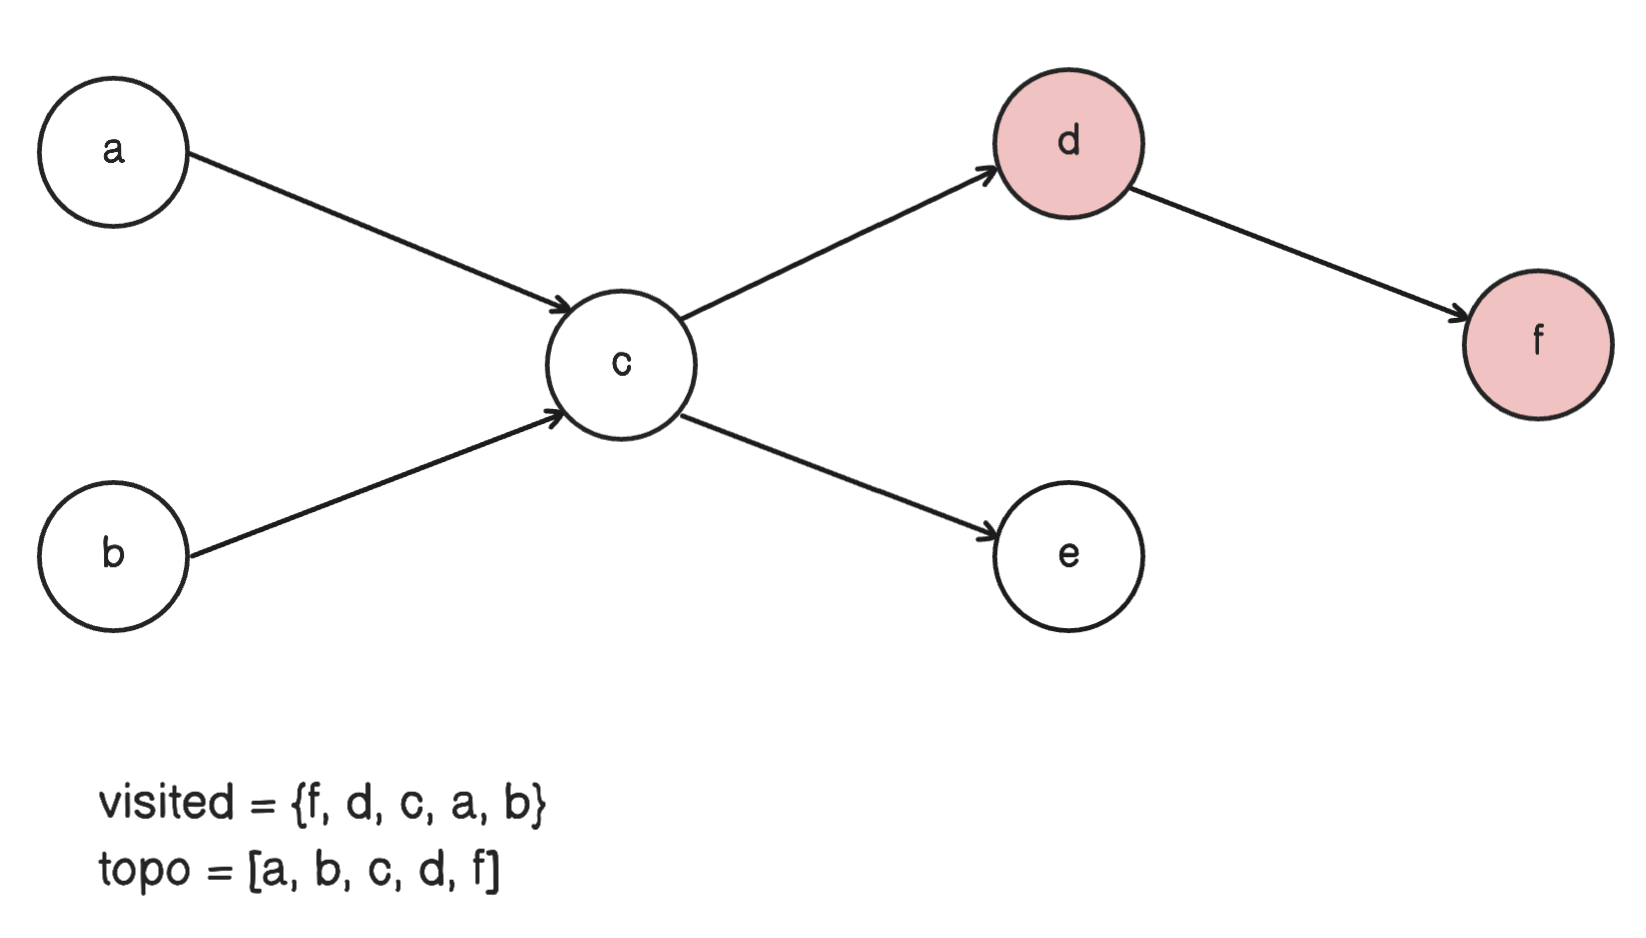 a
d
c
f
b
e
visited = {f, d, c, a, b}
topo = [a, b, c, d, f]